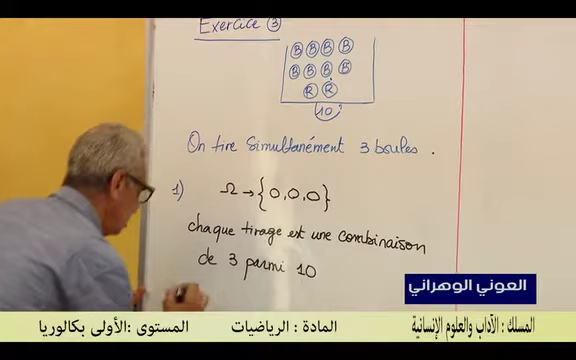 Exercice 3
B B B B
B B B B
R R
10
On tire simultanément 3 boules.
1) Ω → {0,0,0}
chaque tirage est une combinaison
de 3 parmi 10
العوني الوهراني
المسلك : الآداب والعلوم الإنسانية المادة : الرياضيات المستوى :الأولى بكالوريا